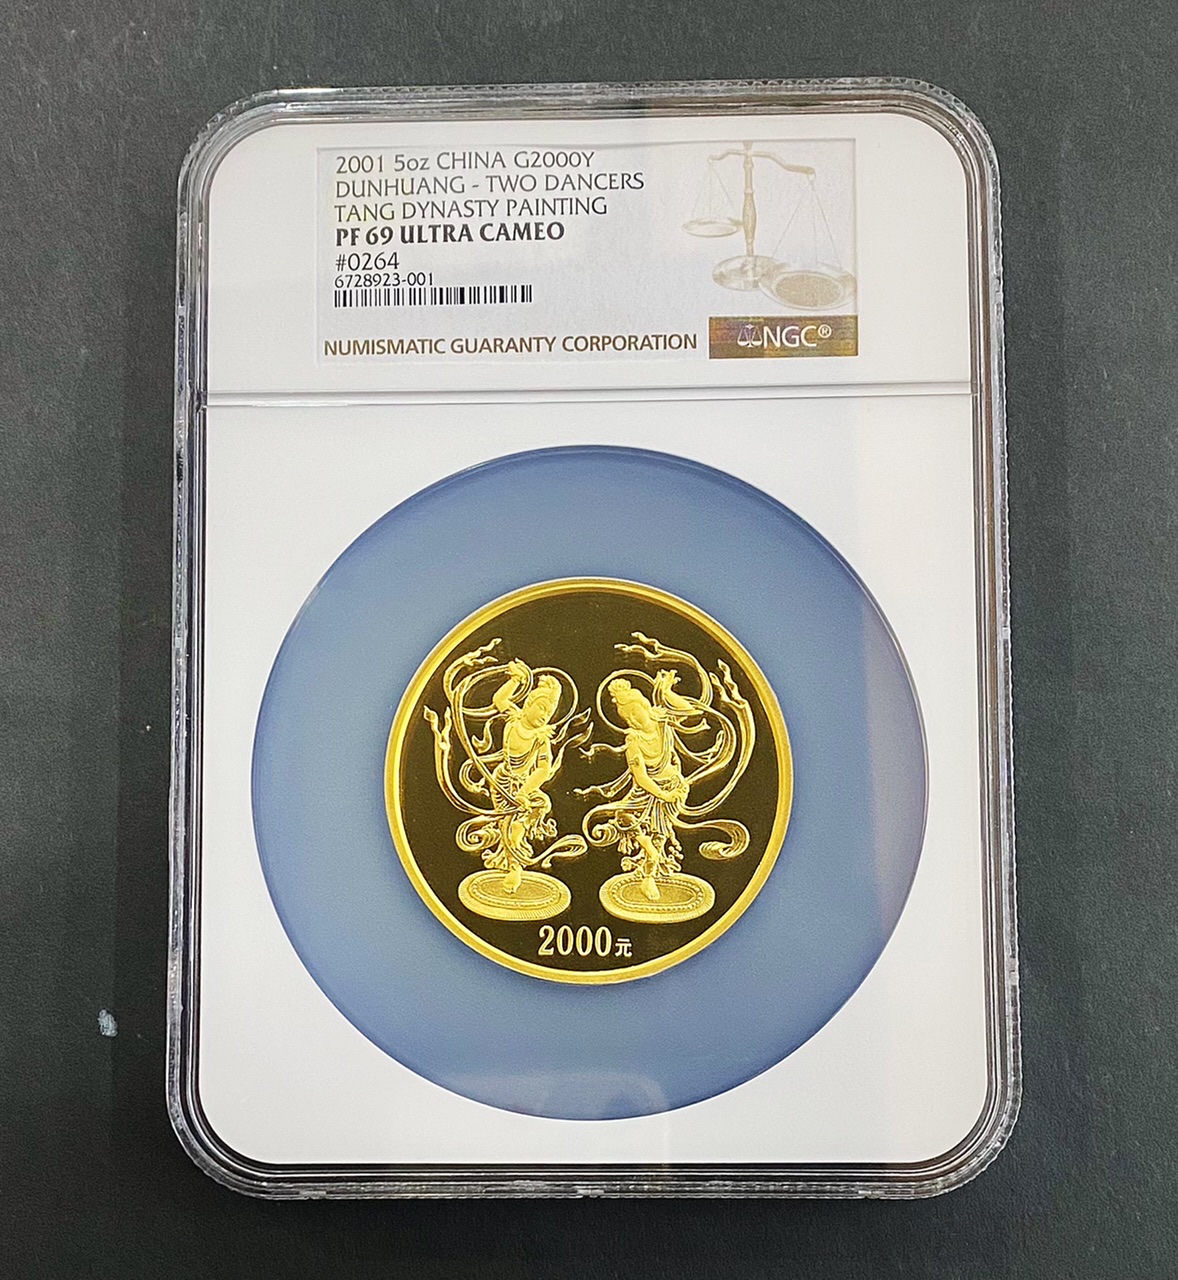 2001 5oz CHINA G2000Y
DUNHUANG - TWO DANCERS
TANG DYNASTY PAINTING
PF 69 ULTRA CAMEO
#0264
6728923-001
NUMISMATIC GUARANTY CORPORATION
NGC®
2000元